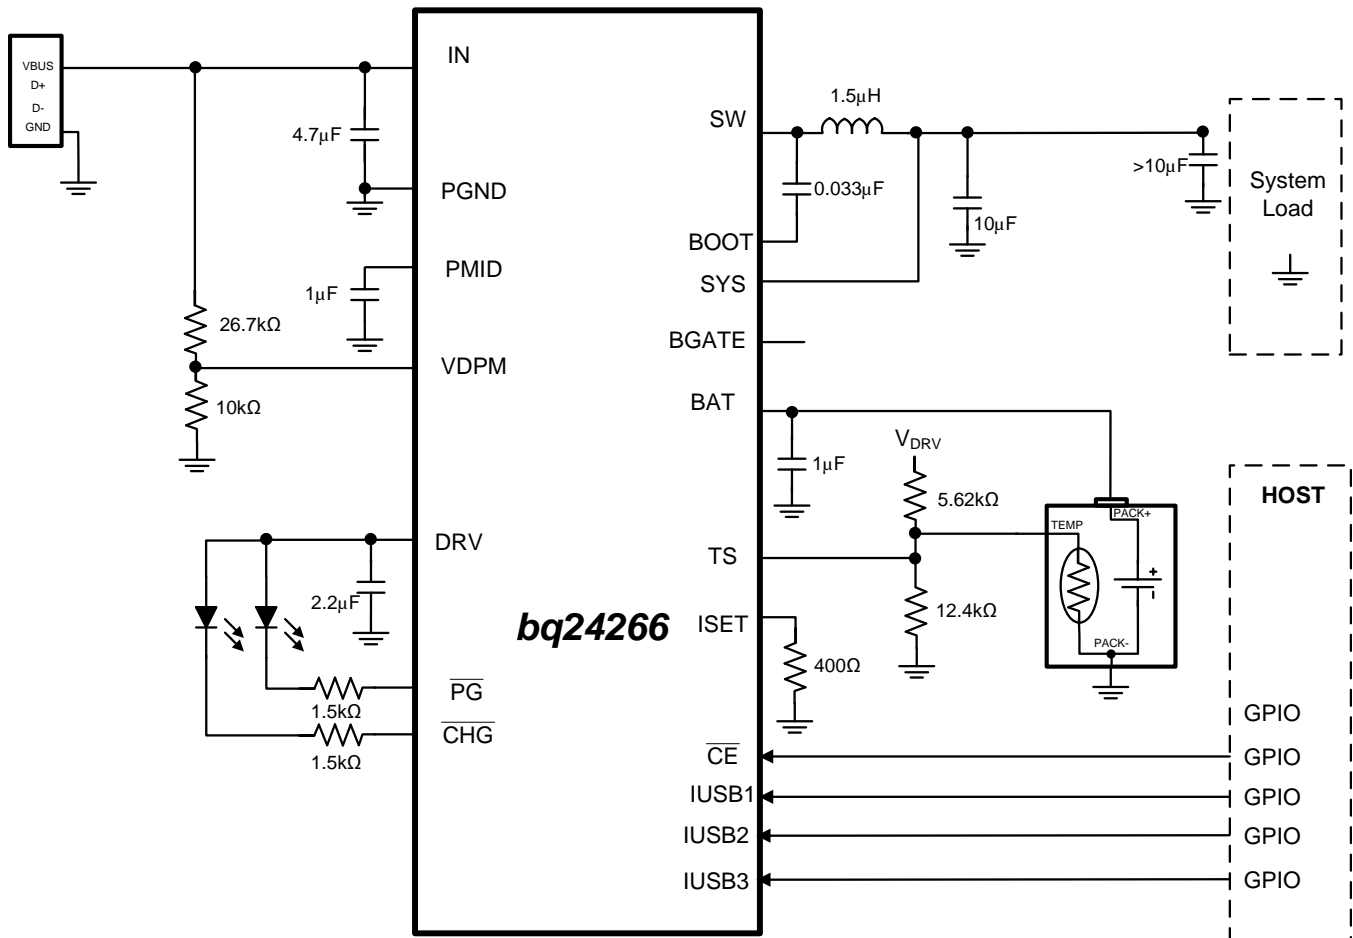 VBUS
D+
D-
GND
IN
4.7μF
PGND
PMID
1μF
26.7kΩ
VDPM
10kΩ
DRV
2.2μF
PG
1.5kΩ
CHG
1.5kΩ
bq24266
SW
1.5μH
0.033μF
BOOT
10μF
SYS
>10μF
System
Load
BGATE
BAT
1μF
VDRV
5.62kΩ
TS
12.4kΩ
TEMP
PACK+
+
PACK-
ISET
400Ω
CE
IUSB1
IUSB2
IUSB3
HOST
GPIO
GPIO
GPIO
GPIO
GPIO